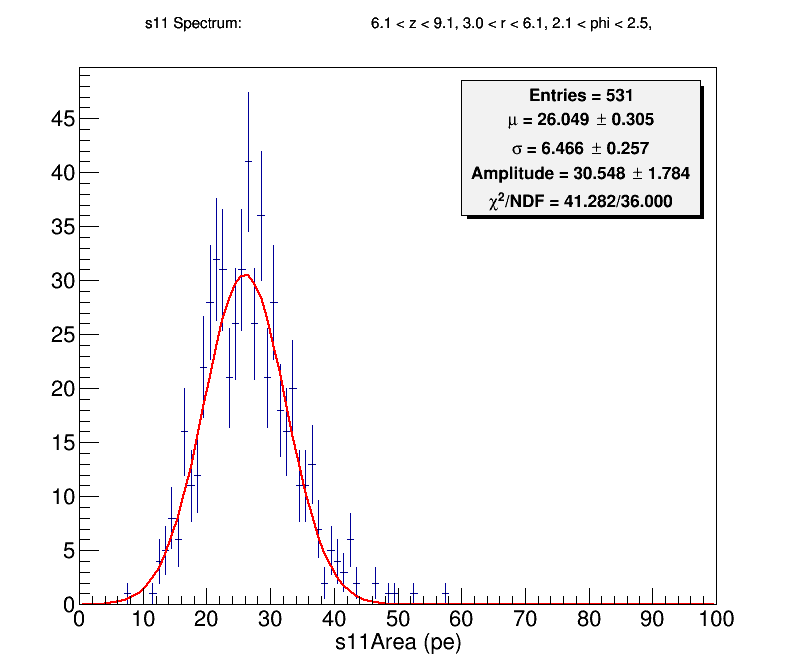 s11 Spectrum: 6.1 < z < 9.1, 3.0 < r < 6.1, 2.1 < phi < 2.5,
Entries = 531
μ = 26.049 ± 0.305
σ = 6.466 ± 0.257
Amplitude = 30.548 ± 1.784
χ²/NDF = 41.282/36.000
45
40
35
30
25
20
15
10
5
0
0 10 20 30 40 50 60 70 80 90 100
s11Area (pe)